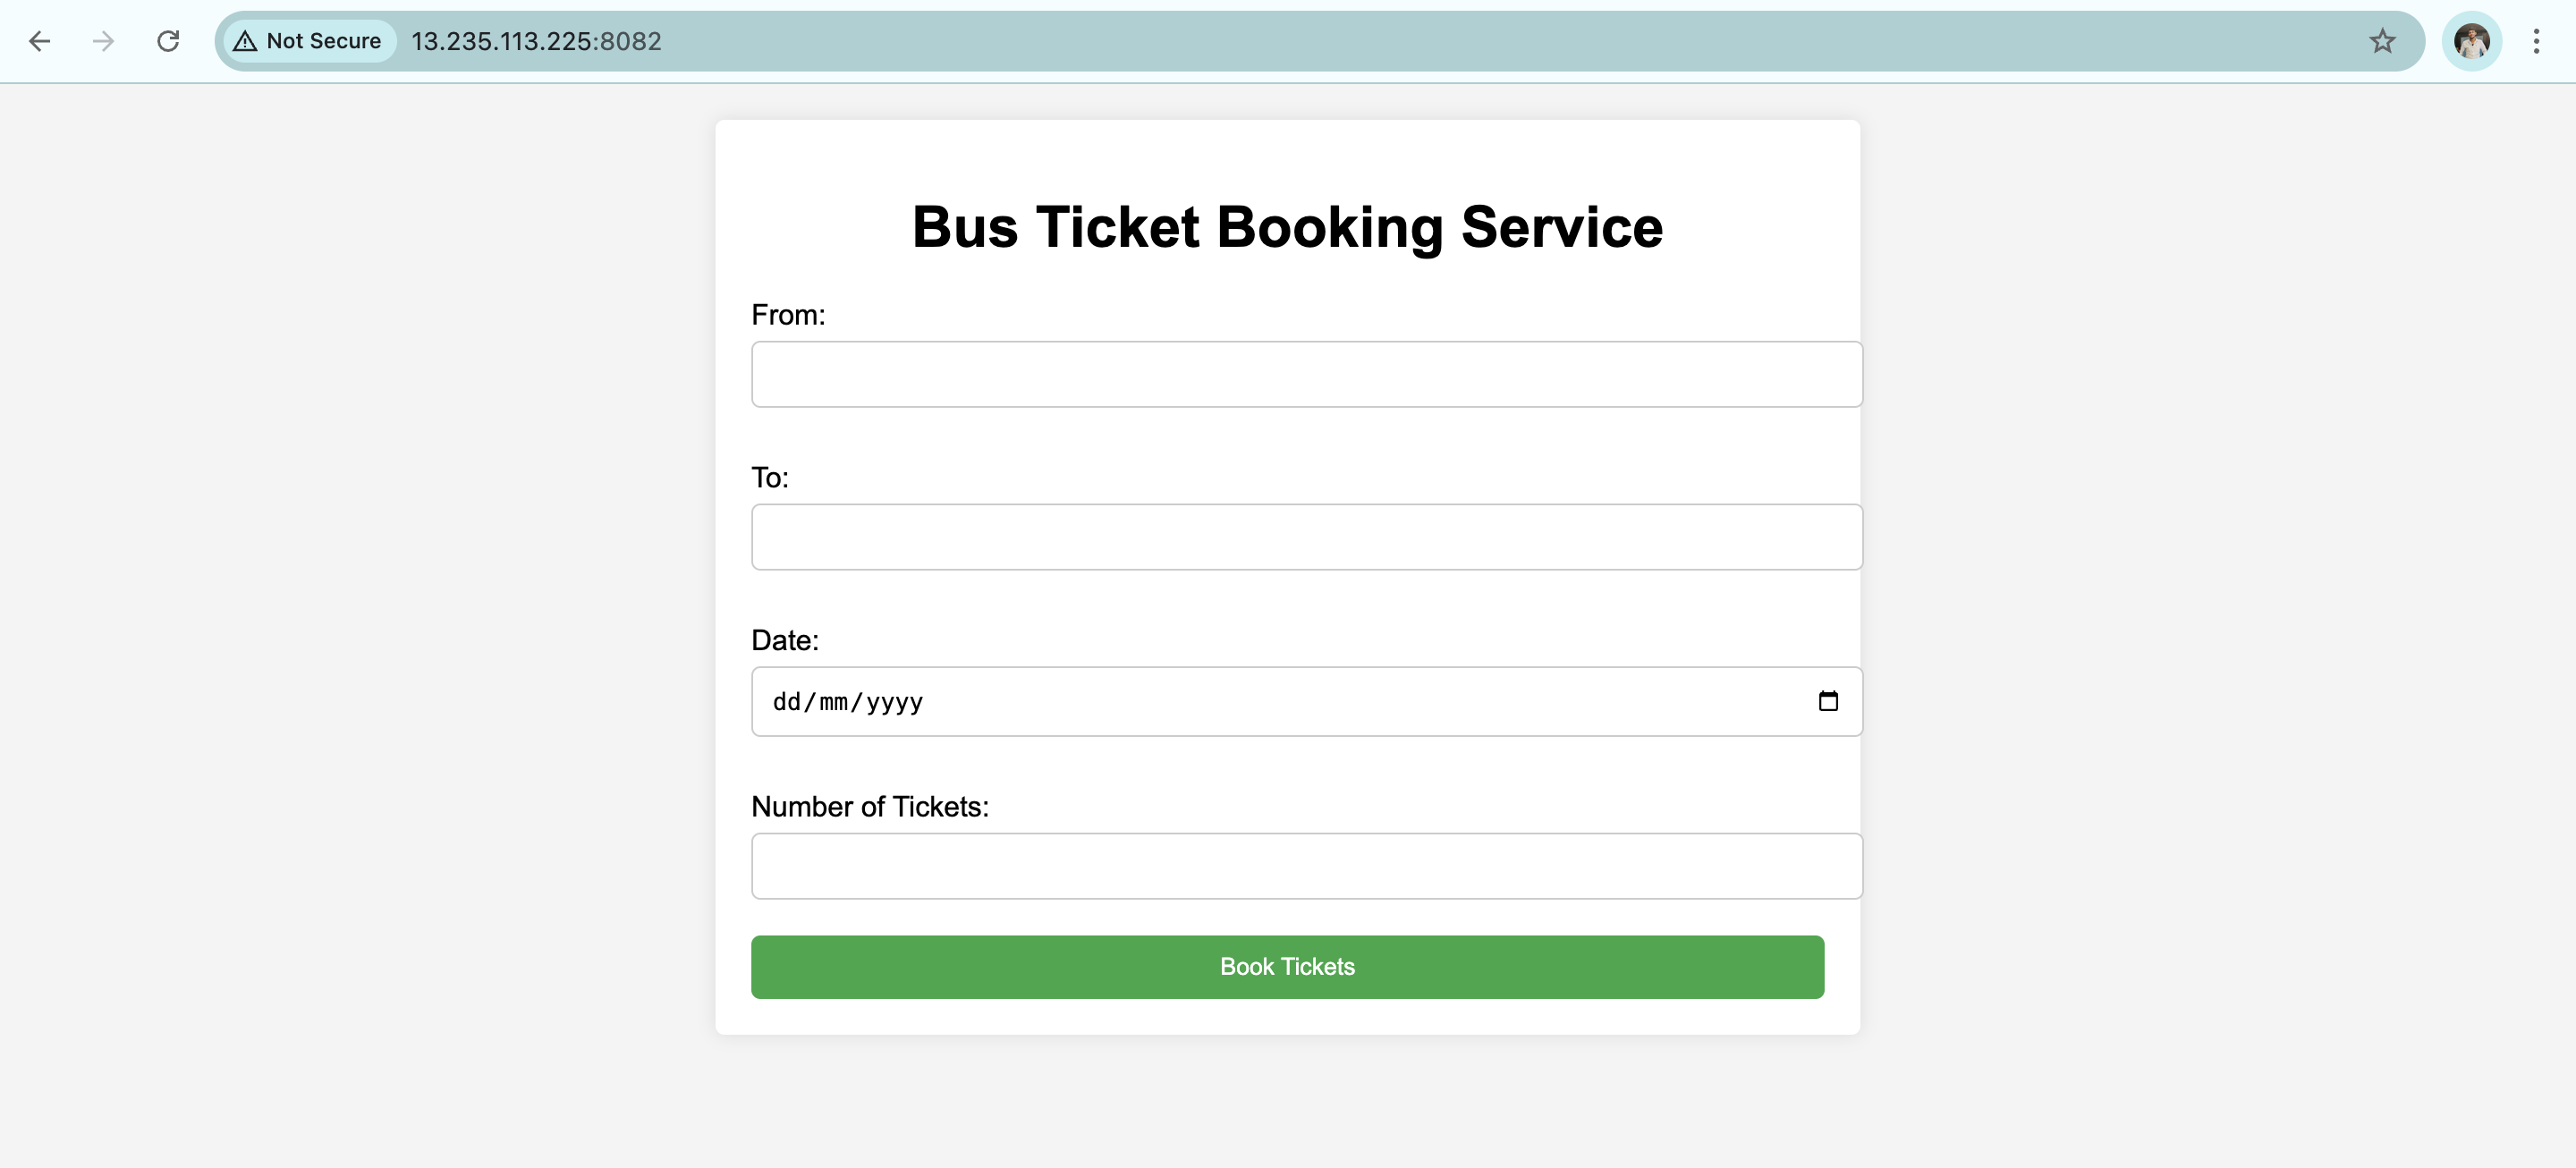 Not Secure 13.235.113.225:8082
Bus Ticket Booking Service
From:
To:
Date:
dd/mm/yyyy
Number of Tickets:
Book Tickets